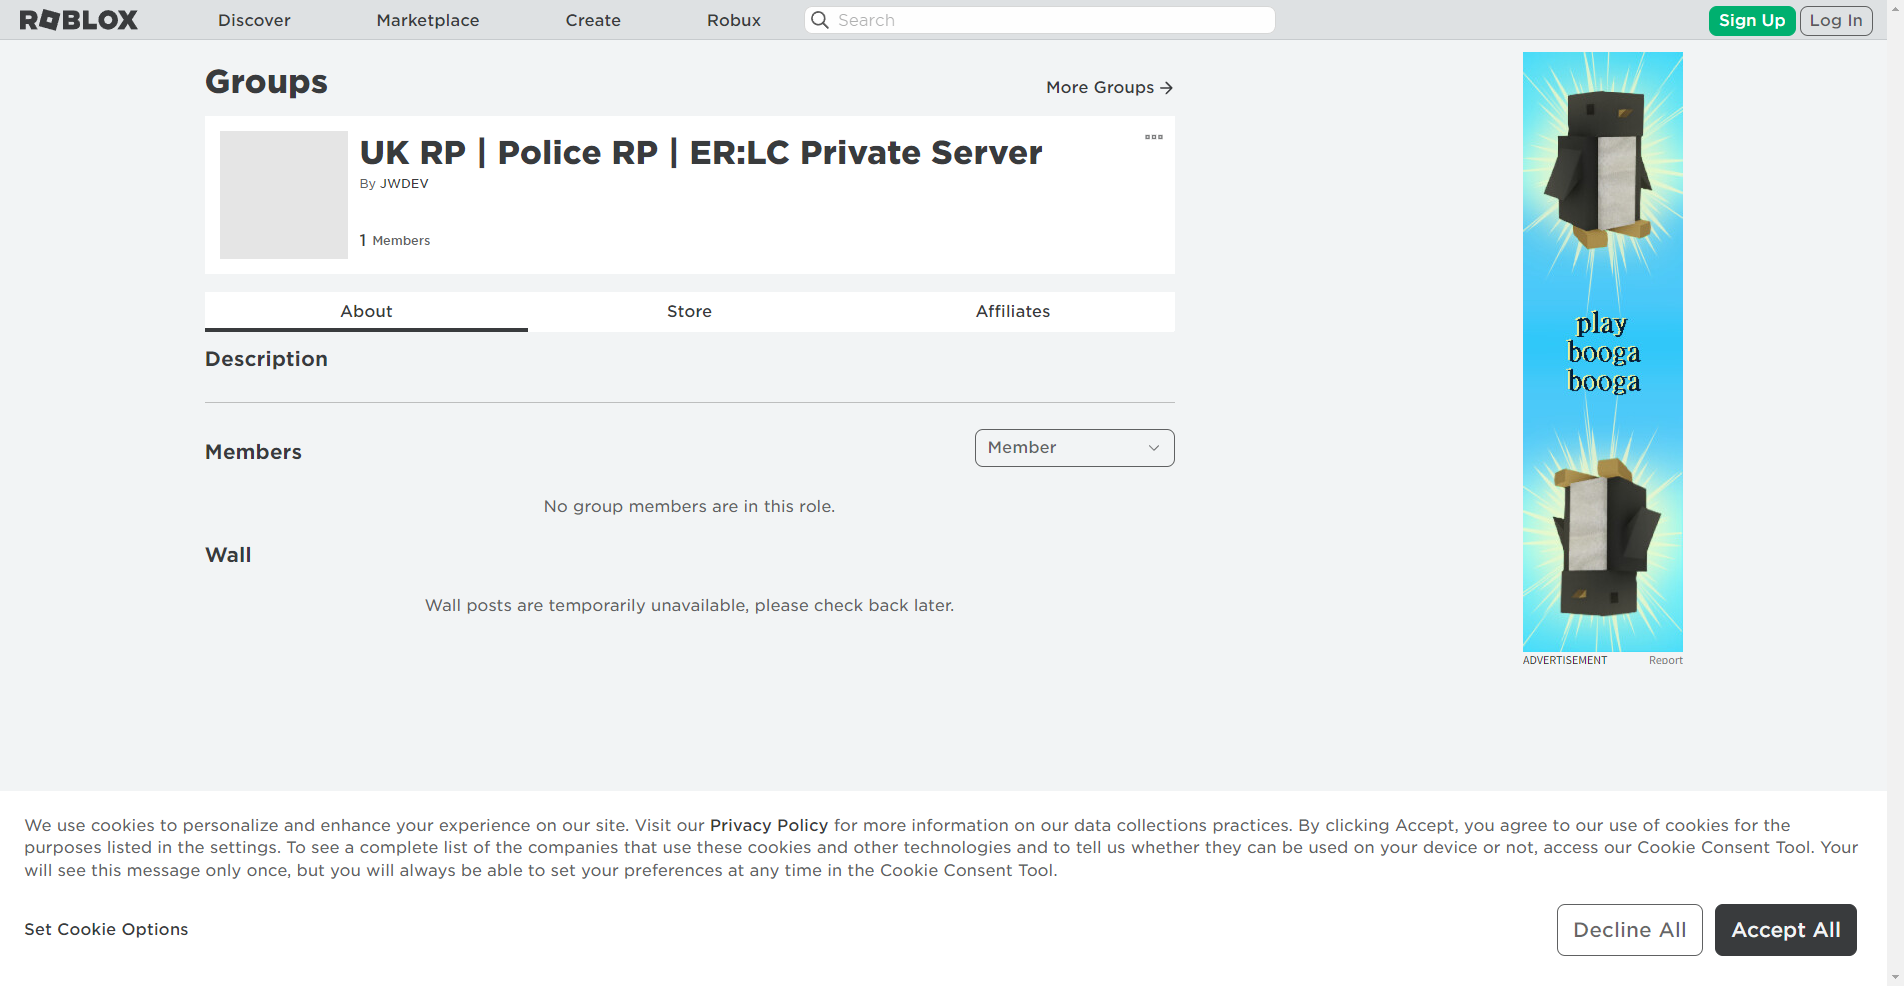 ROBLOX
Discover
Marketplace
Create
Robux
Search
Sign Up
Log In
Groups
More Groups
UK RP | Police RP | ER:LC Private Server
By JWDEV
1 Members
About
Store
Affiliates
Description
Members
Member
No group members are in this role.
Wall
Wall posts are temporarily unavailable, please check back later.
play
booga
booga
ADVERTISEMENT
Report
We use cookies to personalize and enhance your experience on our site. Visit our Privacy Policy for more information on our data collections practices. By clicking Accept, you agree to our use of cookies for the
purposes listed in the settings. To see a complete list of the companies that use these cookies and other technologies and to tell us whether they can be used on your device or not, access our Cookie Consent Tool. Your
will see this message only once, but you will always be able to set your preferences at any time in the Cookie Consent Tool.
Set Cookie Options
Decline All
Accept All